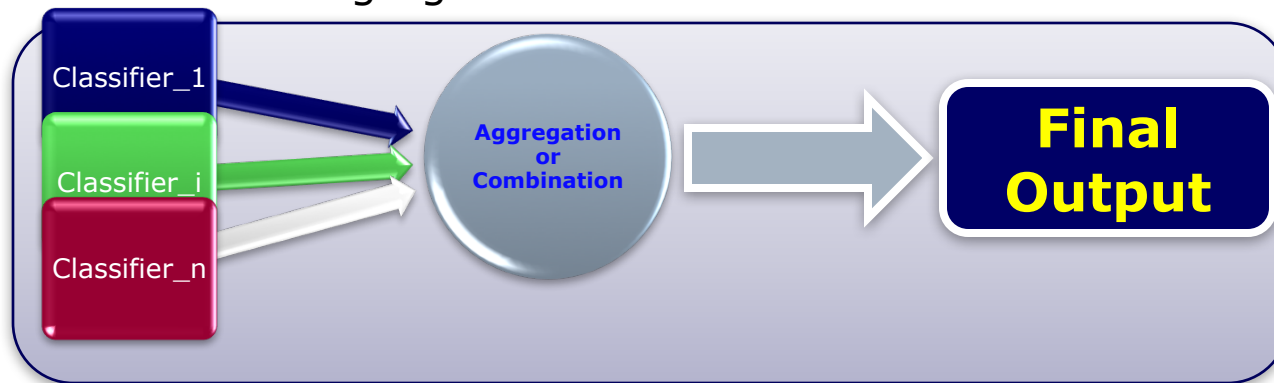 Classifier_1
Classifier_i
Classifier_n
Aggregation
or
Combination
Final
Output